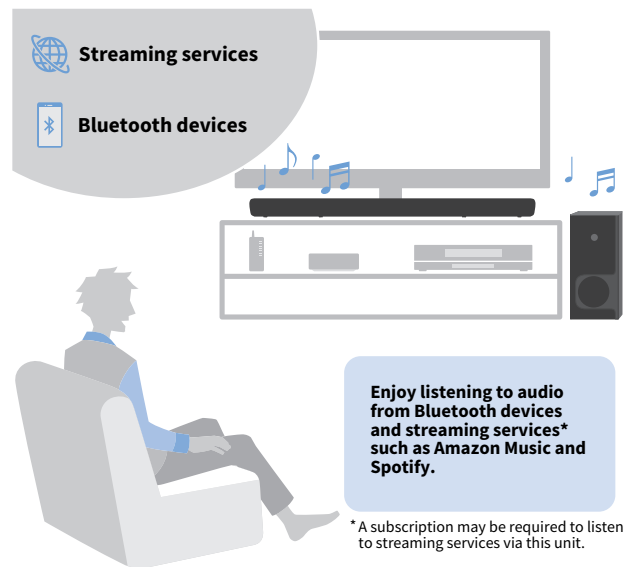 Streaming services
Bluetooth devices
Enjoy listening to audio
from Bluetooth devices
and streaming services*
such as Amazon Music and
Spotify.
* A subscription may be required to listen
to streaming services via this unit.